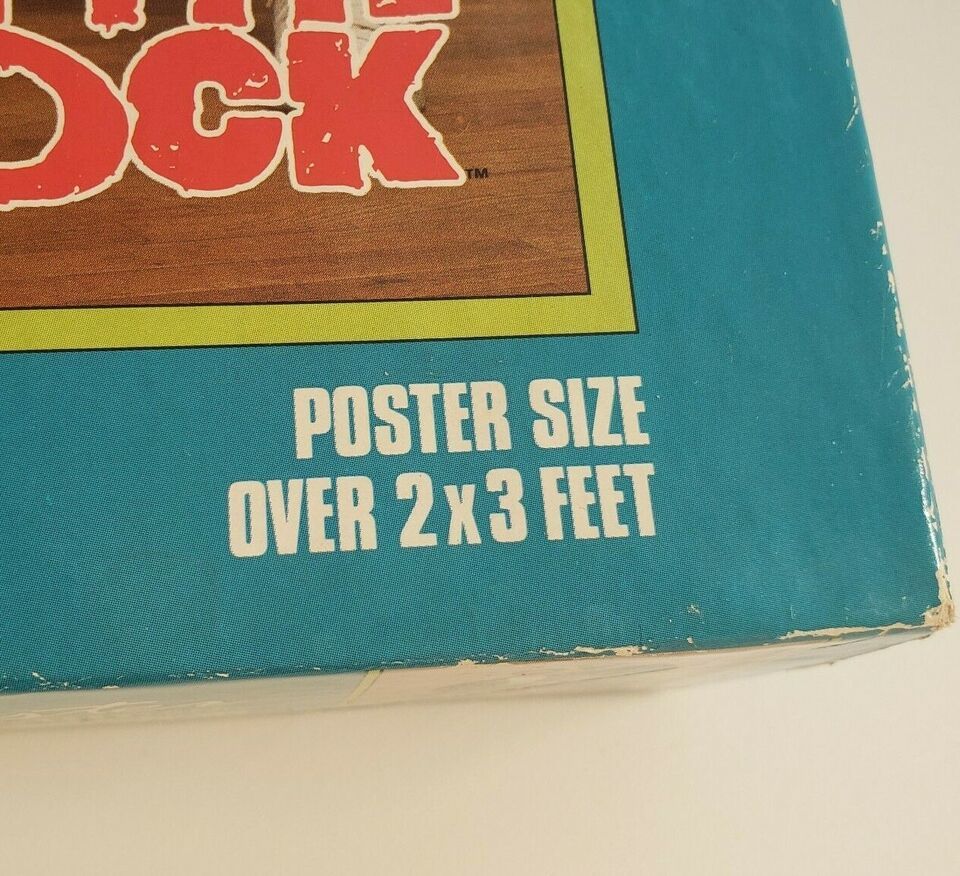 OCK™
POSTER SIZE
OVER 2 x 3 FEET